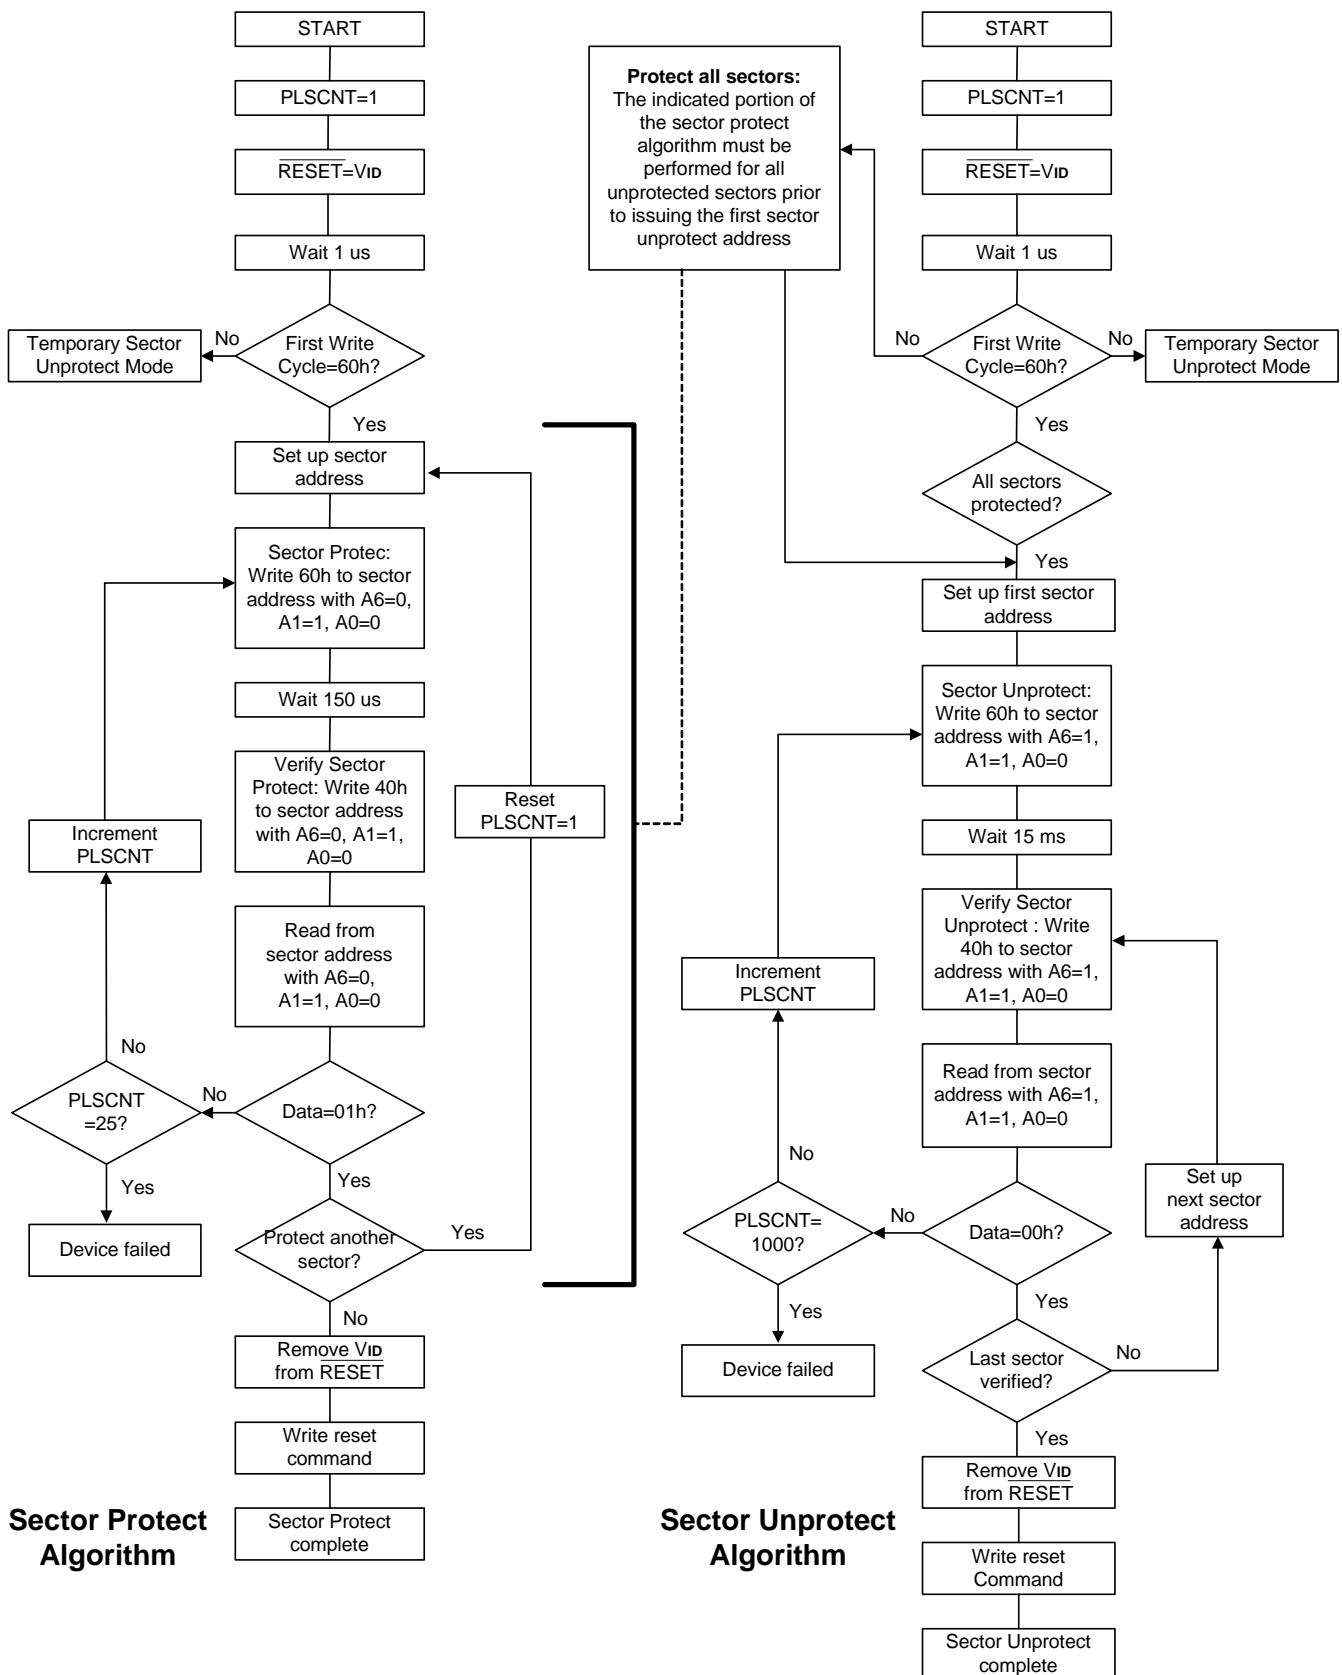 START
PLSCNT=1
RESET=VID
Wait 1 us
First Write
Cycle=60h?
No
Temporary Sector
Unprotect Mode
Yes
Set up sector
address
Sector Protec:
Write 60h to sector
address with A6=0,
A1=1, A0=0
Wait 150 us
Verify Sector
Protect: Write 40h
to sector address
with A6=0, A1=1,
A0=0
Reset
PLSCNT=1
Increment
PLSCNT
Read from
sector address
with A6=0,
A1=1, A0=0
No
PLSCNT
=25?
No
Data=01h?
Yes
Yes
Device failed
Protect another
sector?
Yes
No
Remove VID
from RESET
Write reset
command
Sector Protect
complete
Sector Protect
Algorithm
Protect all sectors:
The indicated portion of
the sector protect
algorithm must be
performed for all
unprotected sectors prior
to issuing the first sector
unprotect address
START
PLSCNT=1
RESET=VID
Wait 1 us
No
First Write
Cycle=60h?
No
Temporary Sector
Unprotect Mode
Yes
All sectors
protected?
Yes
Set up first sector
address
Sector Unprotect:
Write 60h to sector
address with A6=1,
A1=1, A0=0
Wait 15 ms
Verify Sector
Unprotect : Write
40h to sector
address with A6=1,
A1=1, A0=0
Increment
PLSCNT
Read from sector
address with A6=1,
A1=1, A0=0
No
PLSCNT=
1000?
No
Data=00h?
Set up
next sector
address
Yes
Yes
Device failed
Last sector
verified?
No
Yes
Remove VID
from RESET
Write reset
Command
Sector Unprotect
complete
Sector Unprotect
Algorithm